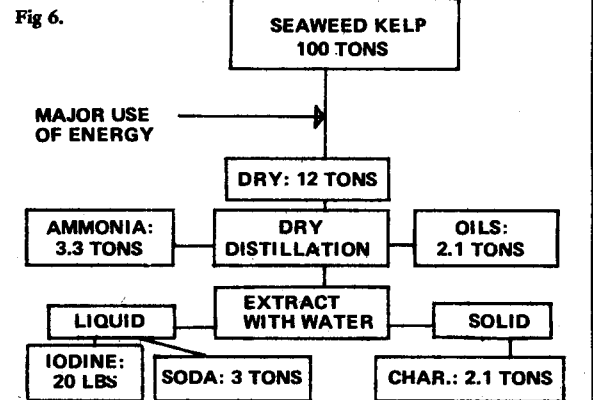 Fig 6.
SEAWEED KELP
100 TONS
MAJOR USE
OF ENERGY
DRY: 12 TONS
AMMONIA:
3.3 TONS
DRY
DISTILLATION
OILS:
2.1 TONS
EXTRACT
WITH WATER
LIQUID
SOLID
IODINE:
20 LBS
SODA: 3 TONS
CHAR.: 2.1 TONS